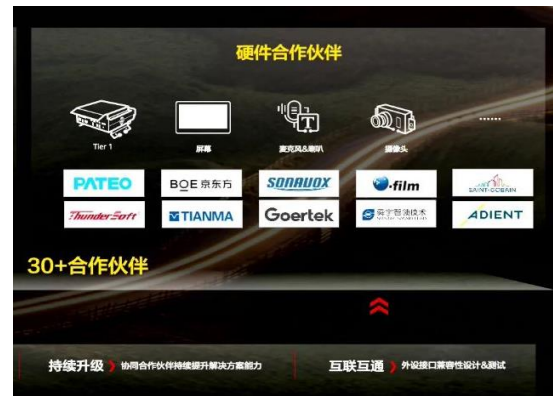 硬件合作伙伴
Tier 1
屏幕
麦克风&喇叭
摄像头
......
PATEO
BOE 京东方
SONAVOX
.film
SAINT-GOBAIN
ThunderSoft
TIANMA
Goertek
ADIENT
30+合作伙伴
持续升级
协同合作伙伴持续提升解决方案能力
互联互通
外设接口兼容性设计&测试